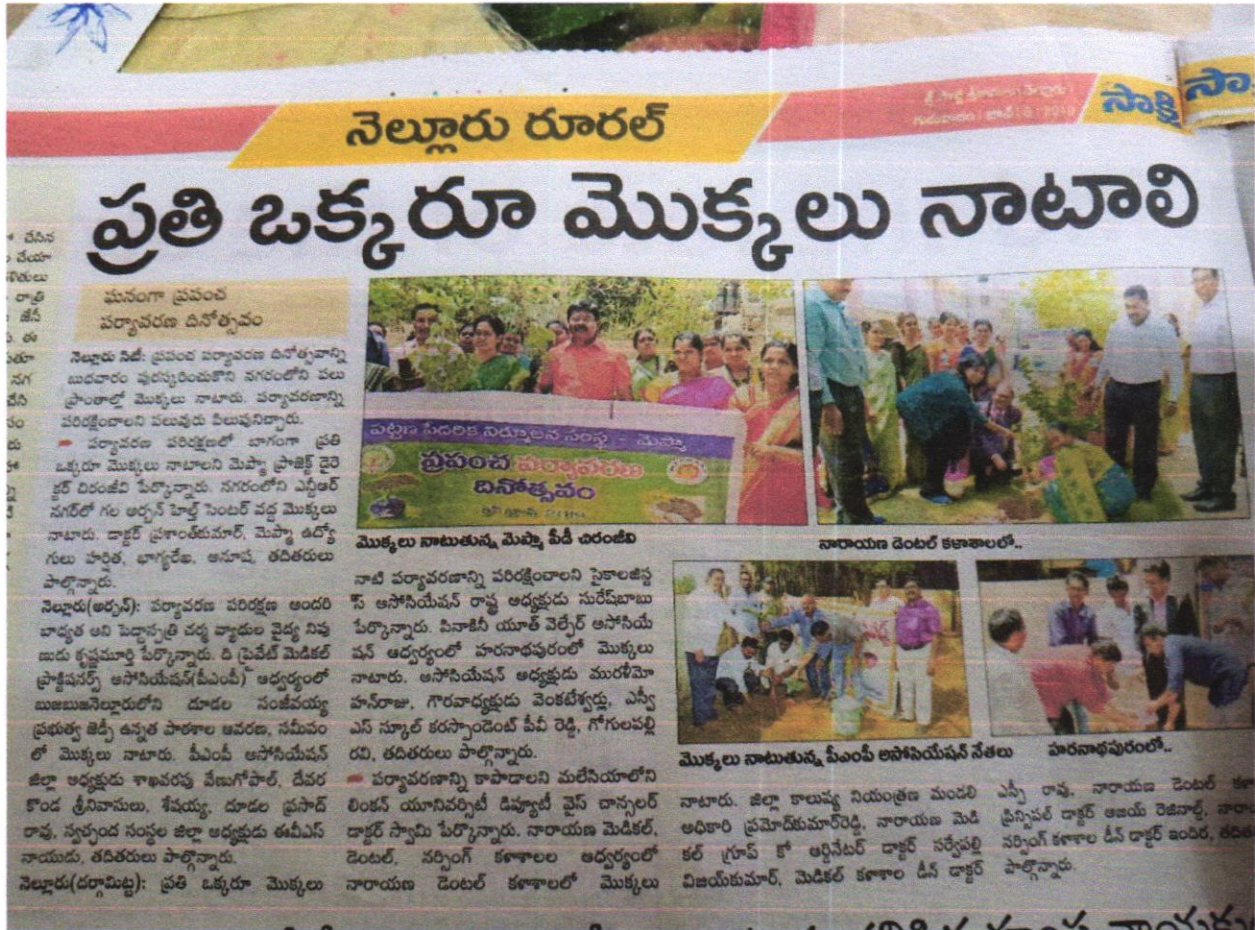 నెల్లూరు రూరల్
సాక్షి
ప్రతి ఒక్కరూ మొక్కలు నాటాలి
ఘనంగా ప్రపంచ
పర్యావరణ దినోత్సవం
నెల్లూరు సిటీ: ప్రపంచ పర్యావరణ దినోత్సవాన్ని
బుదవారం పురస్కరించుకొని నగరంలోని పలు
ప్రాంతాల్లో మొక్కలు నాటారు. పర్యావరణాన్ని
పరిరక్షించాలని పలువురు పిలుపునిచ్చారు.
పర్యావరణ పరిరక్షణలో బాగంగా ప్రతి
ఒక్కరూ మొక్కలు నాటాలని మెప్మా ప్రాజెక్ట్ డైరె
క్టర్ చిరంజీవి పేర్కొన్నారు. నగరంలోని ఎన్టీఆర్
నగర్‌లో గల అర్బన్ హెల్త్ సెంటర్ వద్ద మొక్కలు
నాటారు. డాక్టర్ ప్రశాంత్‌కుమార్, మెప్మా ఉద్యో
గులు హర్షిత, భాగ్యరేఖ, అనూష, తదితరులు
పాల్గొన్నారు.
నెల్లూరు(అర్బన్): పర్యావరణ పరిరక్షణ అందరి
బాధ్యత అని పెద్దాస్పత్రి చర్మ వ్యాధుల వైద్య నిపు
ణుడు కృష్ణమూర్తి పేర్కొన్నారు. ది ప్రైవేట్ మెడికల్
ప్రాక్టీషనర్స్ అసోసియేషన్(పీఎంపీ) ఆధ్వర్యంలో
బుజబుజనెల్లూరులోని దూడల సంజీవయ్య
ప్రభుత్వ జెడ్పీ ఉన్నత పాఠశాల ఆవరణ, సమీపం
లో మొక్కలు నాటారు. పీఎంపీ అసోసియేషన్
జిల్లా అధ్యక్షుడు శాఖవరపు వేణుగోపాల్, దేవర
కొండ శ్రీనివాసులు, శేషయ్య, దూడల ప్రసాద్
రావు, స్వచ్ఛంద సంస్థల జిల్లా అధ్యక్షుడు ఈవీఎస్
నాయుడు, తదితరులు పాల్గొన్నారు.
నెల్లూరు(దర్గామిట్ట): ప్రతి ఒక్కరూ మొక్కలు
పట్టణ పేదరిక నిర్మూలన సంస్థ - మెప్మా
ప్రపంచ పర్యావరణ
దినోత్సవం
మొక్కలు నాటుతున్న మెప్మా పీడీ చిరంజీవి
నారాయణ డెంటల్ కళాశాలలో..
నాటి పర్యావరణాన్ని పరిరక్షించాలని సైకాలజిస్ట
్స్ అసోసియేషన్ రాష్ట్ర అధ్యక్షుడు సురేష్‌బాబు
పేర్కొన్నారు. పినాకినీ యూత్ వెల్ఫేర్ అసోసియే
షన్ ఆధ్వర్యంలో హరనాథపురంలో మొక్కలు
నాటారు. అసోసియేషన్ అధ్యక్షుడు మురళీమో
హన్‌రాజు, గౌరవాధ్యక్షుడు వెంకటేశ్వర్లు, ఎస్వీ
ఎస్ స్కూల్ కరస్పాండెంట్ పీవీ రెడ్డి, గోగులపల్లి
రవి, తదితరులు పాల్గొన్నారు.
పర్యావరణాన్ని కాపాడాలని మలేసియాలోని
లింకన్ యూనివర్సిటీ డిప్యూటీ వైస్ చాన్సలర్
డాక్టర్ స్వామి పేర్కొన్నారు. నారాయణ మెడికల్,
డెంటల్, నర్సింగ్ కళాశాలల ఆధ్వర్యంలో
నారాయణ డెంటల్ కళాశాలలో మొక్కలు
మొక్కలు నాటుతున్న పీఎంపీ అసోసియేషన్ నేతలు
హరనాథపురంలో..
నాటారు. జిల్లా కాలుష్య నియంత్రణ మండలి
అధికారి ప్రమోద్‌కుమార్‌రెడ్డి, నారాయణ మెడి
కల్ గ్రూప్ కో ఆర్డినేటర్ డాక్టర్ సర్వేపల్లి
విజయ్‌కుమార్, మెడికల్ కళాశాల డీన్ డాక్టర్
ఎస్పీ రావు, నారాయణ డెంటల్
ప్రిన్సిపల్ డాక్టర్ అజయ్ రెజినాల్డ్,
నర్సింగ్ కళాశాల డీన్ డాక్టర్ ఇందిర,
పాల్గొన్నారు.